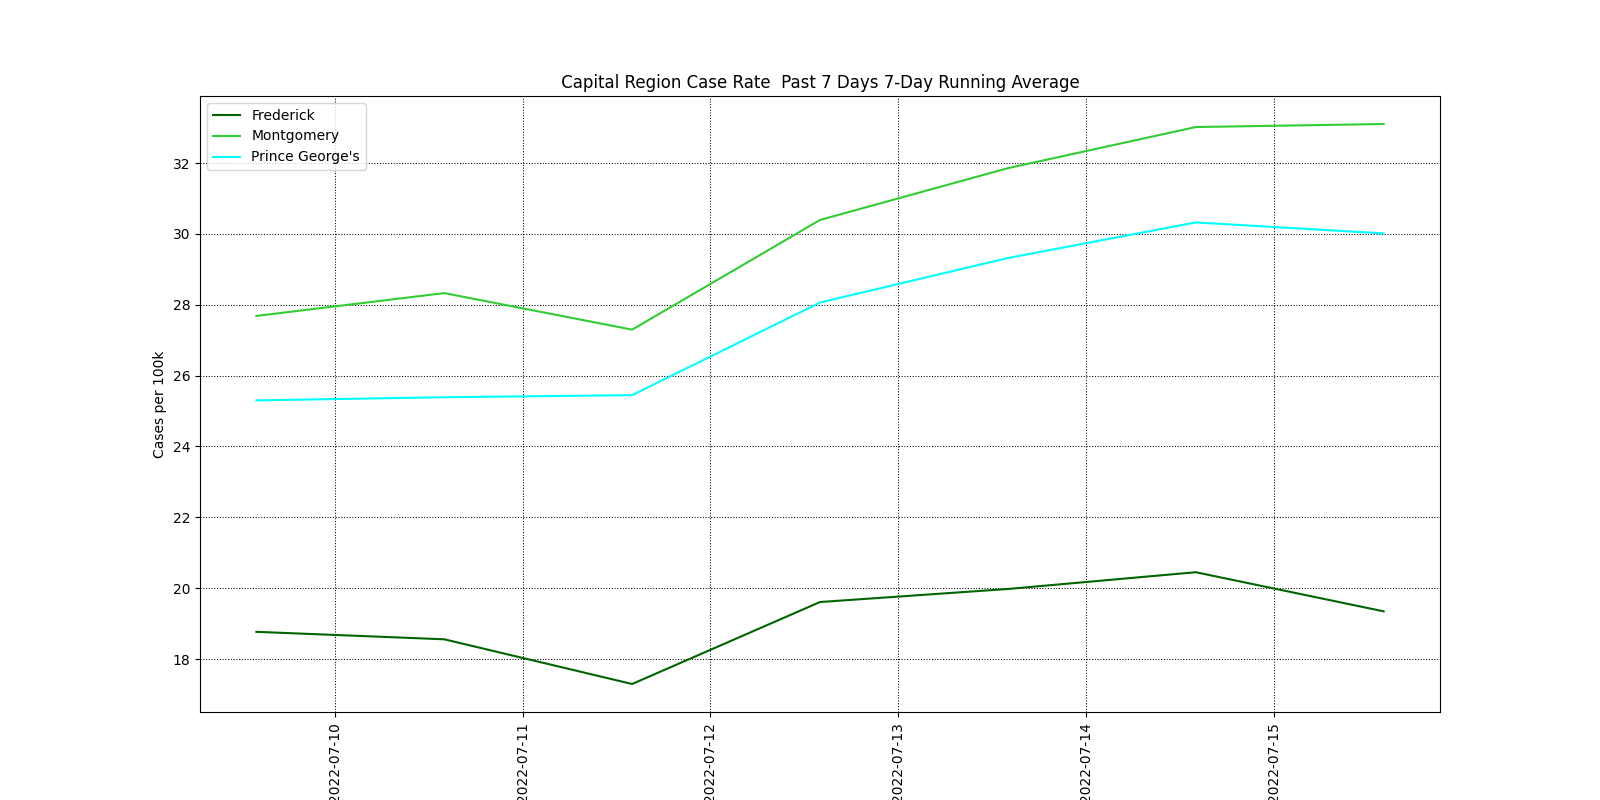 Capital Region Case Rate  Past 7 Days 7-Day Running Average
Frederick
Montgomery
Prince George's
32
30
28
26
24
22
20
18
Cases per 100k
2022-07-10
2022-07-11
2022-07-12
2022-07-13
2022-07-14
2022-07-15